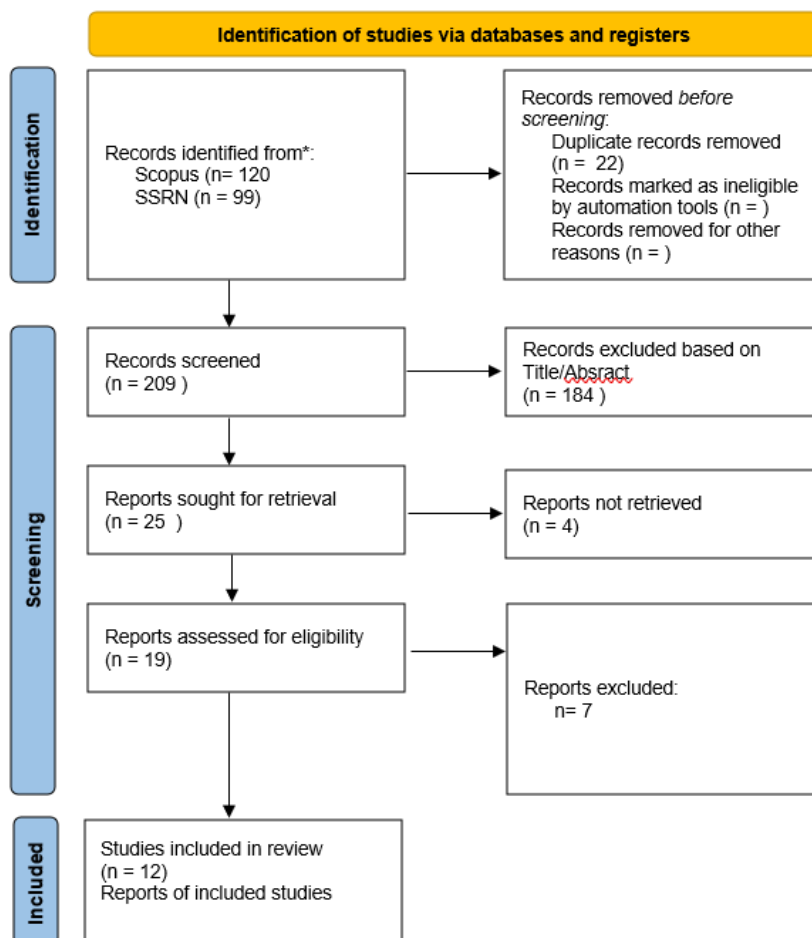 Identification of studies via databases and registers
Identification
Records identified from*:
Scopus (n= 120
SSRN (n = 99)
Records removed before
screening:
Duplicate records removed
(n =  22)
Records marked as ineligible
by automation tools (n = )
Records removed for other
reasons (n = )
Screening
Records screened
(n = 209 )
Records excluded based on
Title/Absract
(n = 184 )
Reports sought for retrieval
(n = 25  )
Reports not retrieved
(n = 4)
Reports assessed for eligibility
(n = 19)
Reports excluded:
n= 7
Included
Studies included in review
(n = 12)
Reports of included studies